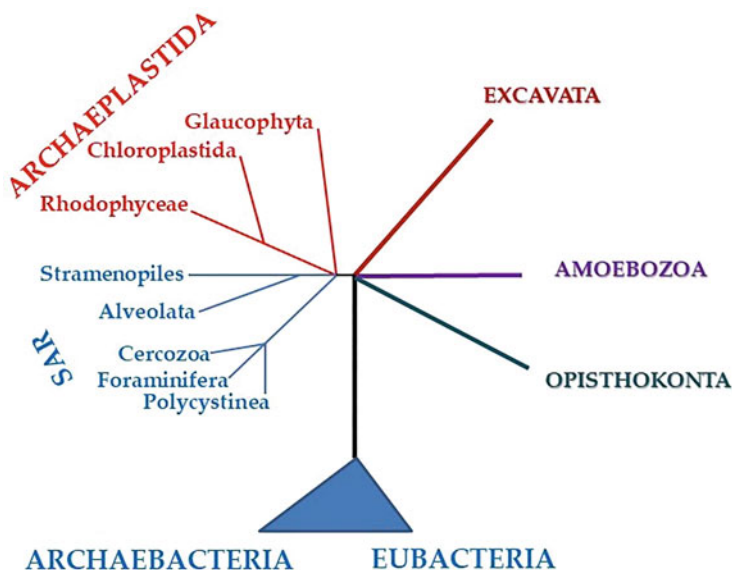 ARCHAEPLASTIDA
EXCAVATA
Glaucophyta
Chloroplastida
Rhodophyceae
Stramenopiles
AMOEBOZOA
Alveolata
SAR
Cercozoa
Foraminifera
OPISTHOKONTA
Polycystinea
ARCHAEBACTERIA
EUBACTERIA